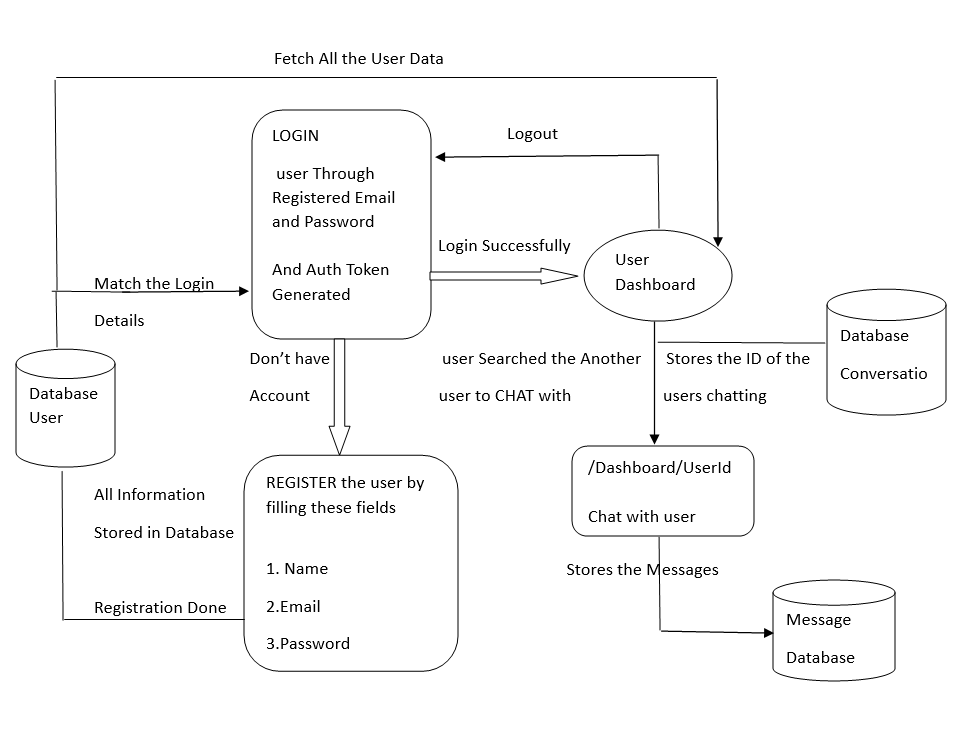 Fetch All the User Data
LOGIN
user Through
Registered Email
and Password
And Auth Token
Generated
Logout
Login Successfully
User
Dashboard
Match the Login
Details
Database
User
Don't have
Account
user Searched the Another
user to CHAT with
Stores the ID of the
users chatting
Database
Conversatio
/Dashboard/UserId
Chat with user
All Information
Stored in Database
Registration Done
REGISTER the user by
filling these fields
1. Name
2.Email
3.Password
Stores the Messages
Message
Database